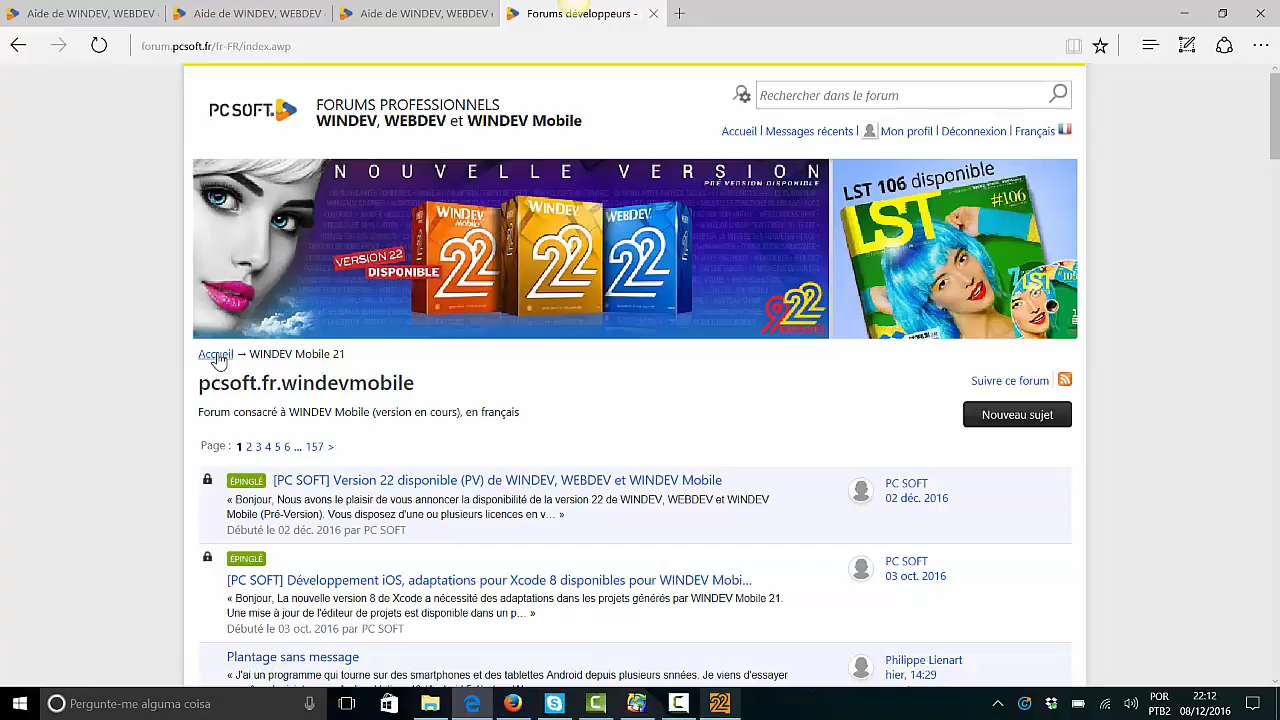 Aide de WINDEV, WEBDEV e
Aide de WINDEV, WEBDEV
Aide de WINDEV, WEBDEV e
Forums développeurs -
forum.pcsoft.fr/fr-FR/index.awp
PC SOFT
FORUMS PROFESSIONNELS
WINDEV, WEBDEV et WINDEV Mobile
Rechercher dans le forum
Accueil | Messages récents | Mon profil | Déconnexion | Français
NOUVELLE VERSION
PRÉ VERSION DISPONIBLE
VERSION 22
DISPONIBLE
WINDEV
Mobile
22
WINDEV
22
WEBDEV
22
22
LST 106 disponible
LST
#106
LST
Accueil → WINDEV Mobile 21
pcsoft.fr.windevmobile
Suivre ce forum
Forum consacré à WINDEV Mobile (version en cours), en français
Nouveau sujet
Page : 1 2 3 4 5 6 ... 157 >
ÉPINGLÉ [PC SOFT] Version 22 disponible (PV) de WINDEV, WEBDEV et WINDEV Mobile
« Bonjour, Nous avons le plaisir de vous annoncer la disponibilité de la version 22 de WINDEV, WEBDEV et WINDEV
Mobile (Pré-Version). Vous disposez d'une ou plusieurs licences en v... »
Débuté le 02 déc. 2016 par PC SOFT
PC SOFT
02 déc. 2016
ÉPINGLÉ
[PC SOFT] Développement iOS, adaptations pour Xcode 8 disponibles pour WINDEV Mobi...
« Bonjour, La nouvelle version 8 de Xcode a nécessité des adaptations dans les projets générés par WINDEV Mobile 21.
Une mise à jour de l'éditeur de projets est disponible dans un p... »
Débuté le 03 oct. 2016 par PC SOFT
PC SOFT
03 oct. 2016
Plantage sans message
« J'ai un programme qui tourne sur des smartphones et des tablettes Android depuis plusieurs snnées. Je viens d'essayer
Philippe Lienart
hier, 14:29
Pergunte-me alguma coisa
POR
PTB2
22:12
08/12/2016